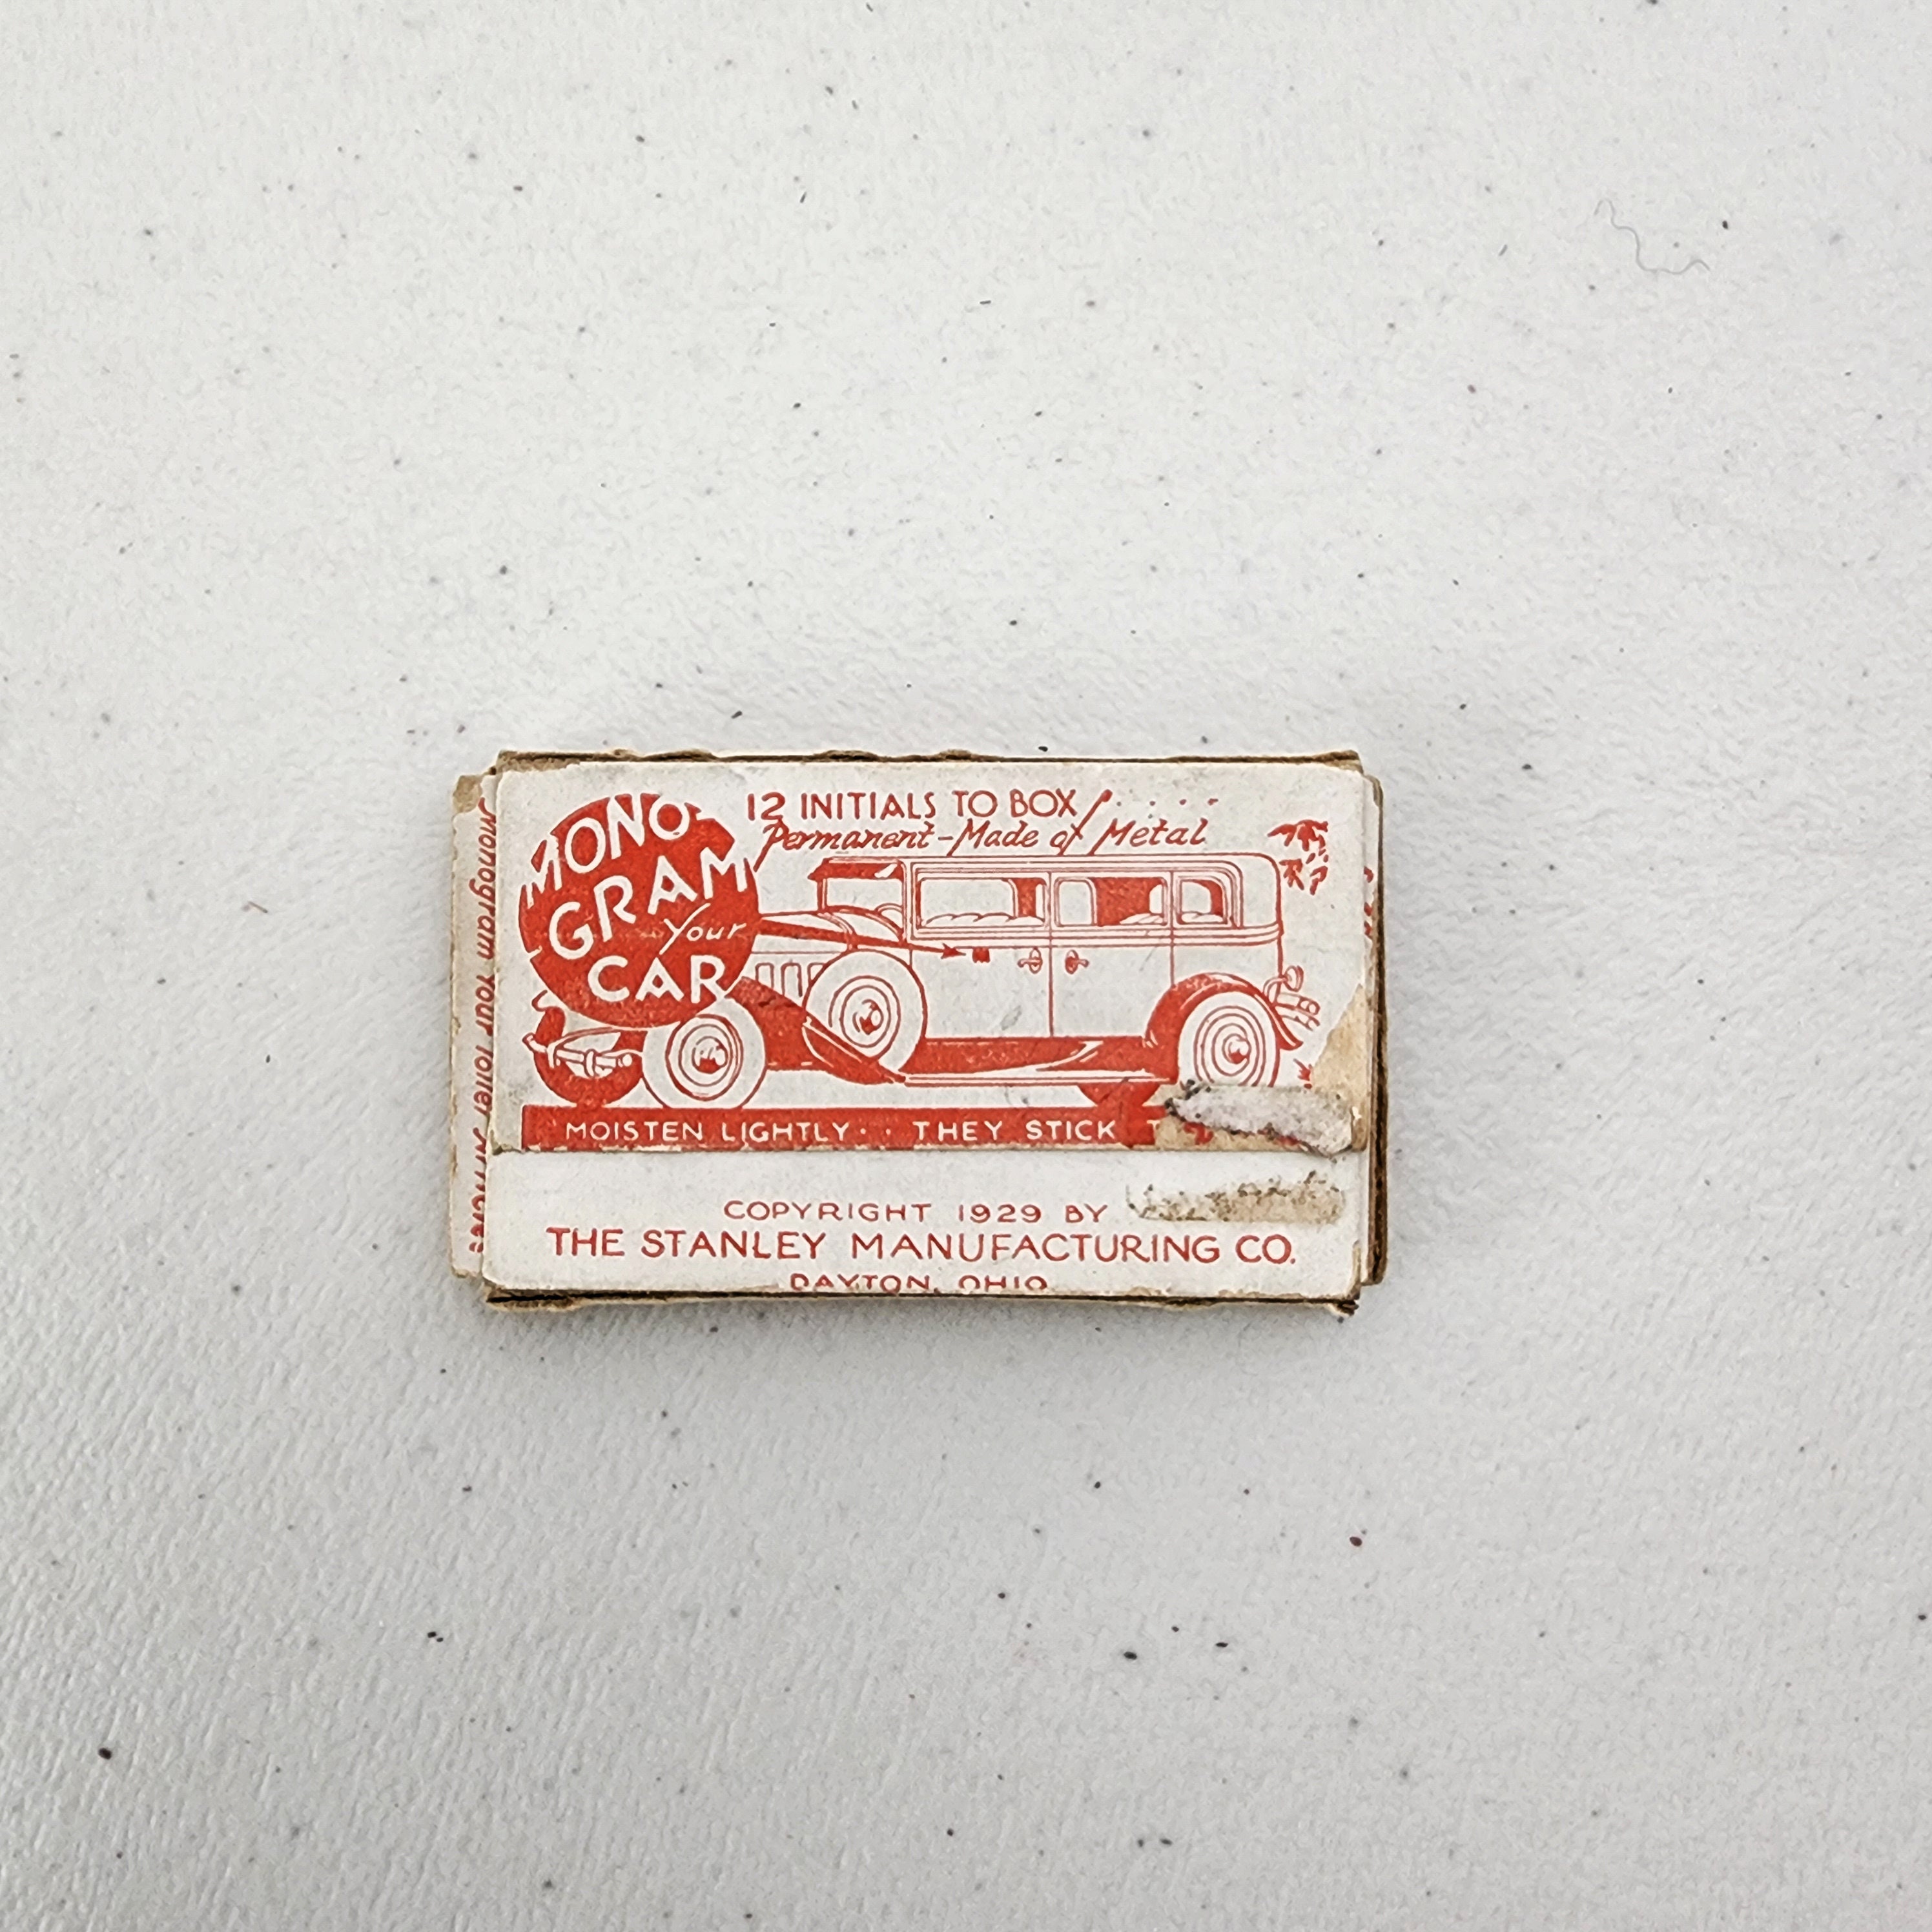 MONO-
GRAM
Your
CAR
12 INITIALS TO BOX
Permanent-Made of Metal
MOISTEN LIGHTLY·· THEY STICK
COPYRIGHT 1929 BY
THE STANLEY MANUFACTURING CO.
DAYTON, OHIO
Monogram Your Toilet Articles